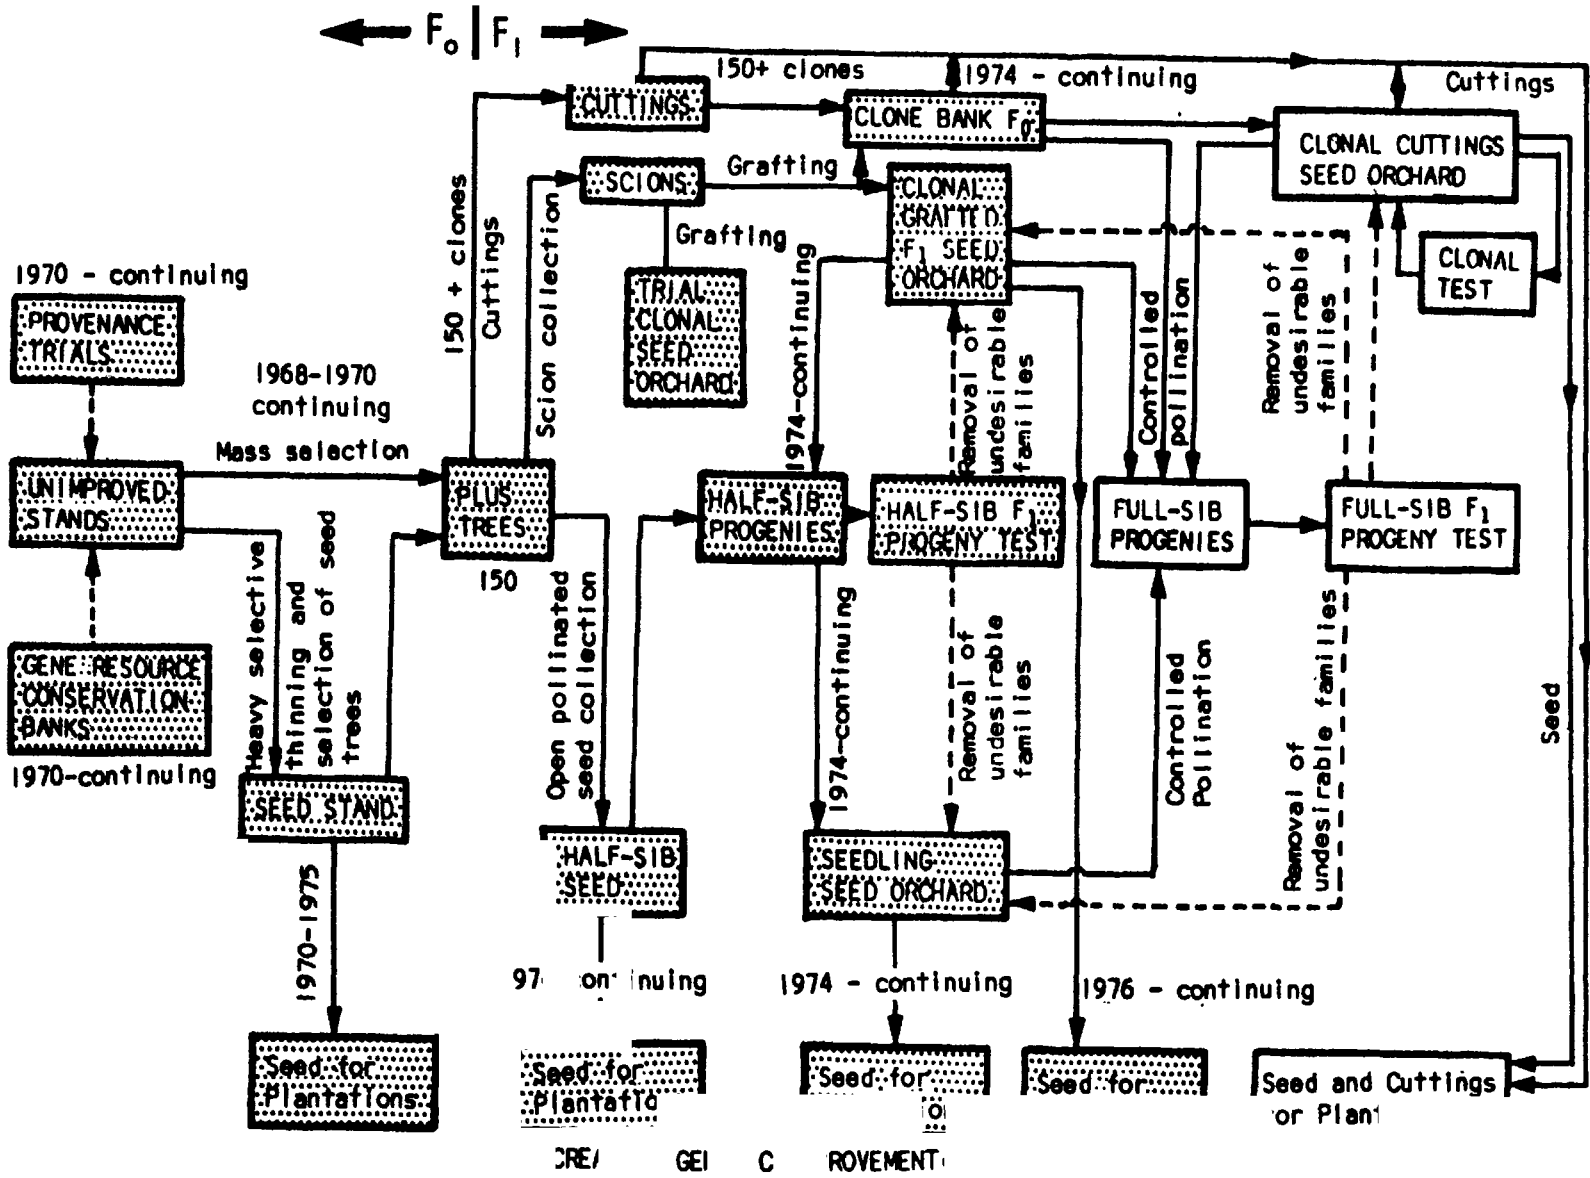 F₀ | F₁
150+ clones
1974 - continuing
Cuttings
CUTTINGS
CLONE BANK F₀
CLONAL CUTTINGS
SEED ORCHARD
SCIONS
Grafting
CLONAL
GRAFTED
F₁ SEED
ORCHARD
Grafting
CLONAL
TEST
150 + clones
Cuttings
Scion collection
TRIAL
CLONAL
SEED
ORCHARD
1970 - continuing
PROVENANCE
TRIALS
1968-1970
continuing
Mass selection
1974-continuing
Removal of
undesirable
families
Controlled
pollination
Removal of
undesirable
families
UNIMPROVED
STANDS
PLUS
TREES
150
HALF-SIB
PROGENIES
HALF-SIB F₁
PROGENY TEST
FULL-SIB
PROGENIES
FULL-SIB F₁
PROGENY TEST
GENE RESOURCE
CONSERVATION
BANKS
1970-continuing
Heavy selective
thinning and
selection of seed
trees
Open pollinated
seed collection
1974-continuing
Removal of
undesirable
families
Controlled
Pollination
Removal of
undesirable families
Seed
SEED STAND
HALF-SIB
SEED
SEEDLING
SEED ORCHARD
1970-1975
1974 - continuing
1976 - continuing
Seed for
Plantations
Seed for
Seed for
Seed for
Seed and Cuttings